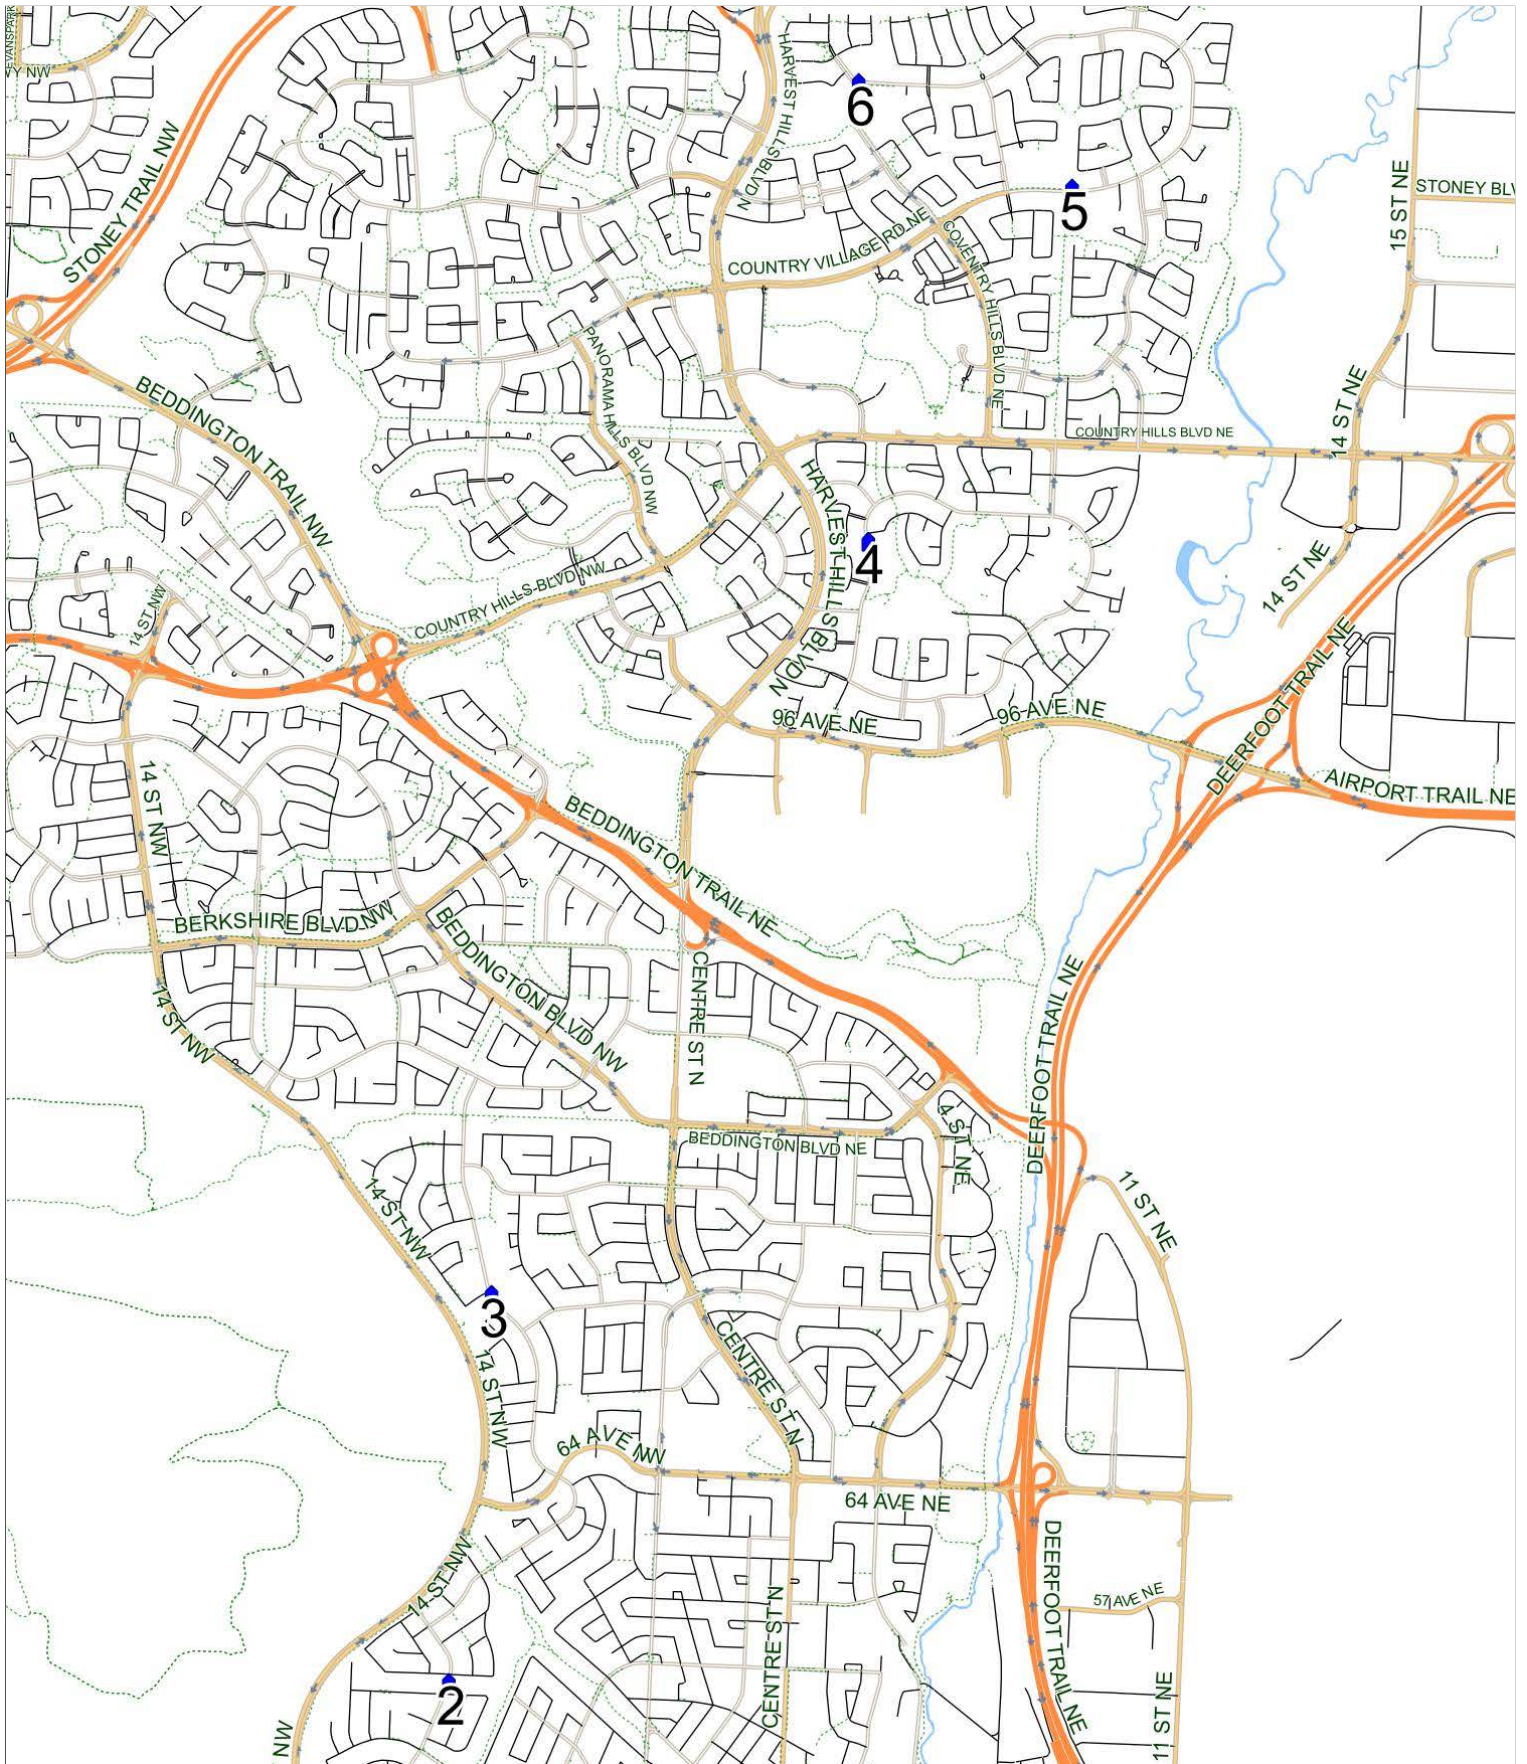 EVANSPARK
Y NW
STONEY TRAIL NW
HARVEST HILLS BLVD N
6
5
15 ST NE
STONEY BLV
COUNTRY VILLAGE RD NE
COVENTRY HILLS BLVD NE
PANORAMA HILLS BLVD NW
BEDDINGTON TRAIL NW
COUNTRY HILLS BLVD NE
14 ST NE
HARVEST HILLS BLVD N
4
14 ST NE
COUNTRY HILLS BLVD NW
14 ST NW
96 AVE NE
96 AVE NE
DEERFOOT TRAIL NE
AIRPORT TRAIL NE
14 ST NW
BEDDINGTON TRAIL NE
BERKSHIRE BLVD NW
BEDDINGTON BLVD NW
CENTRE ST N
14 ST NW
DEERFOOT TRAIL NE
BEDDINGTON BLVD NE
4 ST NE
11 ST NE
14 ST NW
3
14 ST NW
CENTRE ST N
64 AVE NW
64 AVE NE
14 ST NW
DEERFOOT TRAIL NE
57 AVE NE
CENTRE ST N
2
11 ST NE
NW